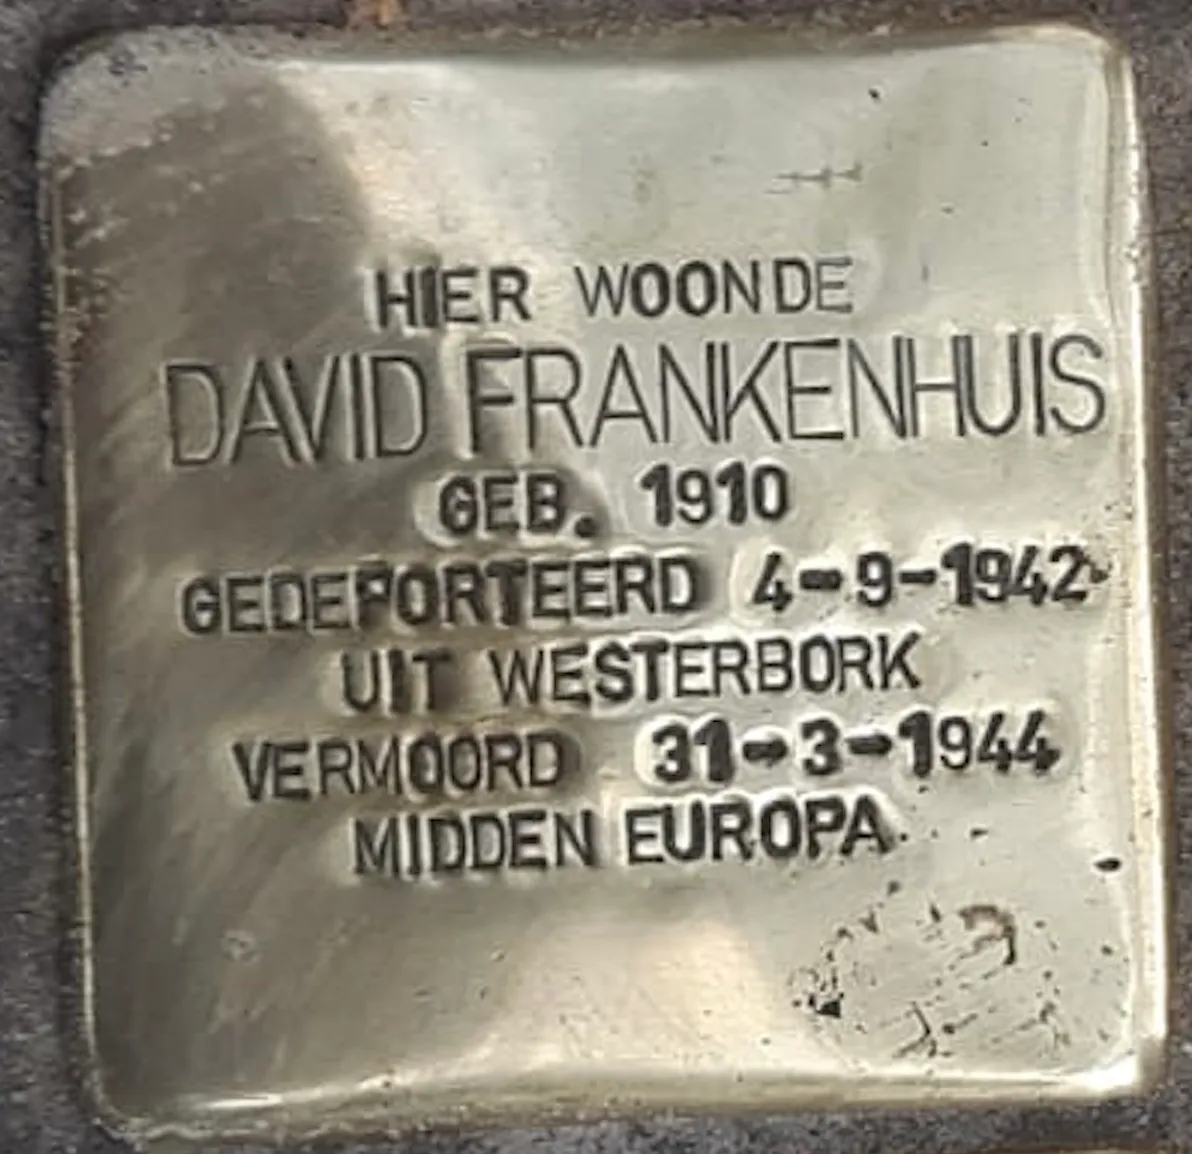 HIER WOONDE
DAVID FRANKENHUIS
GEB. 1910
GEDEPORTEERD 4-9-1942
UIT WESTERBORK
VERMOORD 31-3-1944
MIDDEN EUROPA